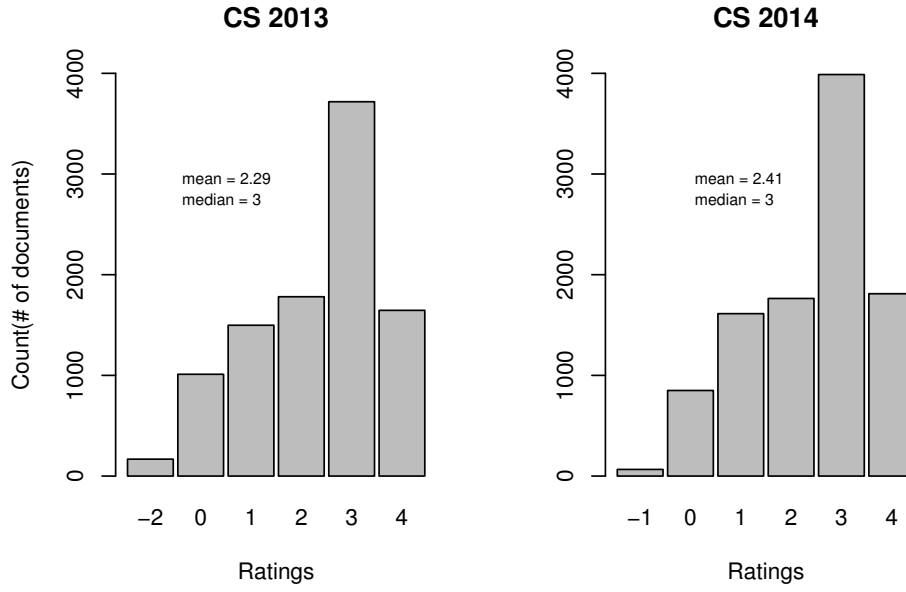 CS 2013
Count(# of documents)
4000
3000
2000
1000
0
mean = 2.29
median = 3
−2 0 1 2 3 4
Ratings
CS 2014
4000
3000
2000
1000
0
mean = 2.41
median = 3
−1 0 1 2 3 4
Ratings